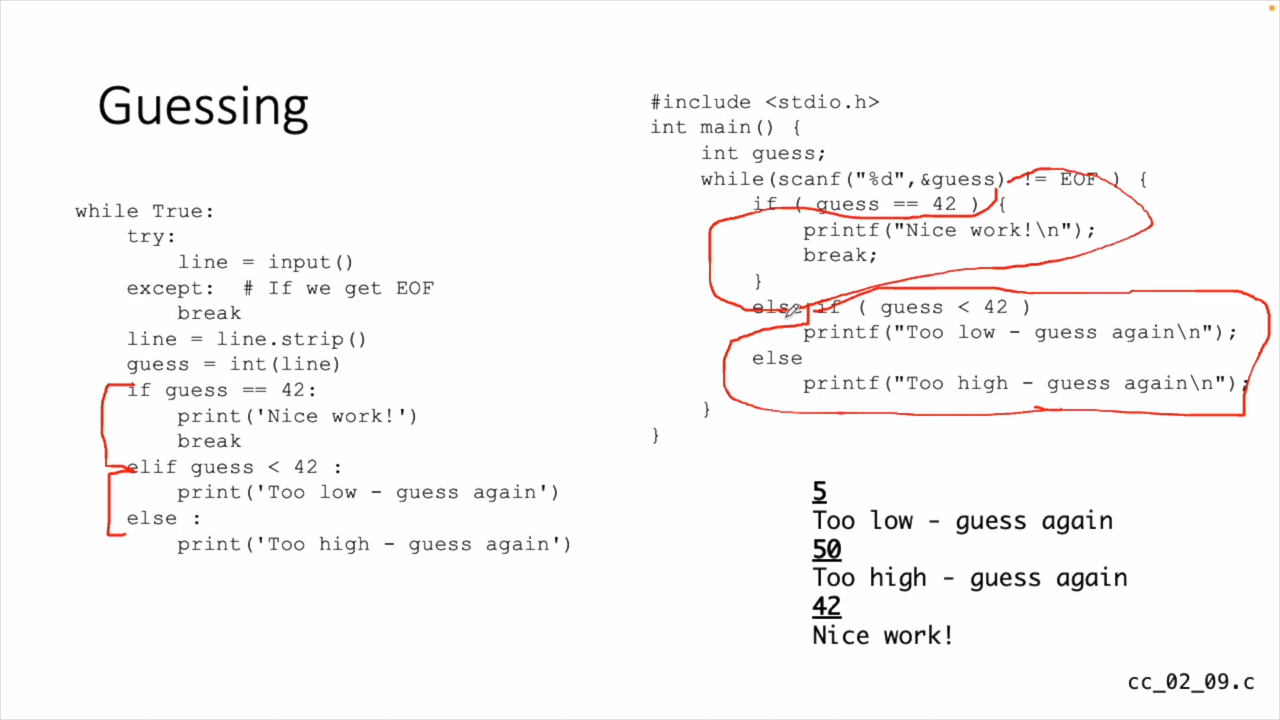 Guessing
while True:
    try:
        line = input()
    except:  # If we get EOF
        break
    line = line.strip()
    guess = int(line)
    if guess == 42:
        print('Nice work!')
        break
    elif guess < 42 :
        print('Too low - guess again')
    else :
        print('Too high - guess again')
#include <stdio.h>
int main() {
    int guess;
    while(scanf("%d",&guess) != EOF ) {
        if ( guess == 42 ) {
            printf("Nice work!\n");
            break;
        }
        else if ( guess < 42 )
            printf("Too low - guess again\n");
        else
            printf("Too high - guess again\n");
    }
}
5
Too low - guess again
50
Too high - guess again
42
Nice work!
cc_02_09.c